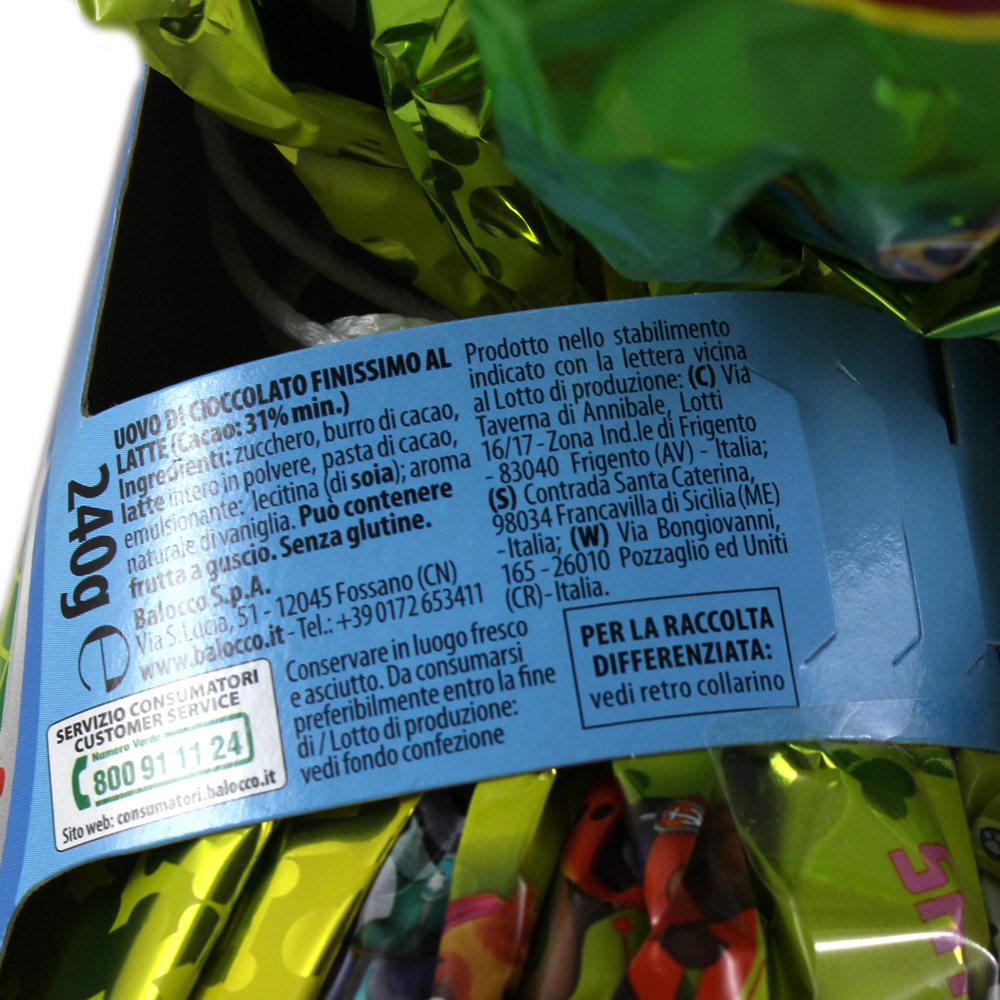 UOVO DI CIOCCOLATO FINISSIMO AL
LATTE (Cacao: 31% min.)
Ingredienti: zucchero, burro di cacao,
latte intero in polvere, pasta di cacao,
emulsionante: lecitina (di soia); aroma
naturale di vaniglia. Può contenere
frutta a guscio. Senza glutine.
Balocco S.p.A.
Via S. Lucia, 51 - 12045 Fossano (CN)
www.balocco.it - Tel.: +39 0172 653411
240g e
SERVIZIO CONSUMATORI
CUSTOMER SERVICE
Numero Verde
800 91 11 24
Sito web: consumatori.balocco.it
Conservare in luogo fresco
e asciutto. Da consumarsi
preferibilmente entro la fine
di / Lotto di produzione:
vedi fondo confezione
Prodotto nello stabilimento
indicato con la lettera vicina
al Lotto di produzione: (C) Via
Taverna di Annibale, Lotti
16/17 - Zona Ind.le di Frigento
- 83040 Frigento (AV) - Italia;
(S) Contrada Santa Caterina,
98034 Francavilla di Sicilia (ME)
- Italia; (W) Via Bongiovanni,
165 - 26010 Pozzaglio ed Uniti
(CR) - Italia.
PER LA RACCOLTA
DIFFERENZIATA:
vedi retro collarino